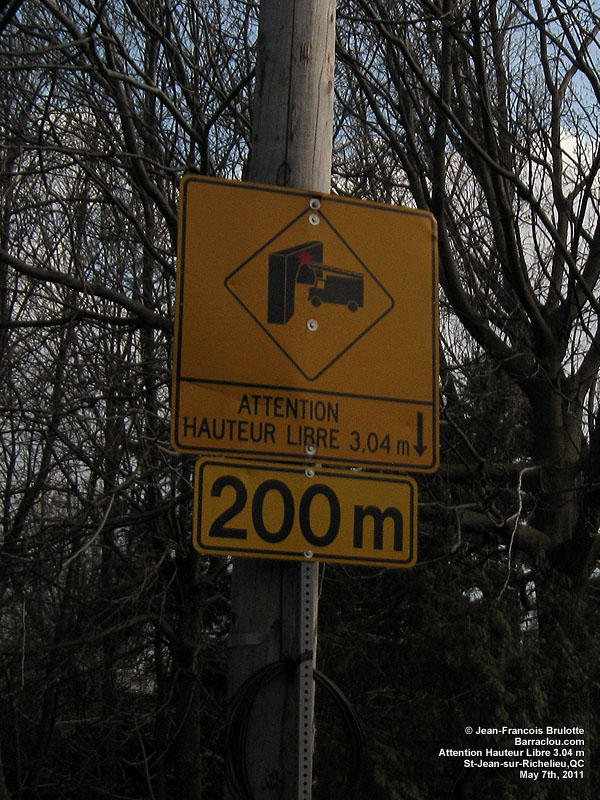 ATTENTION
HAUTEUR LIBRE 3,04 m
200 m
© Jean-Francois Brulotte
Barraclou.com
Attention Hauteur Libre 3.04 m
St-Jean-sur-Richelieu,QC
May 7th, 2011